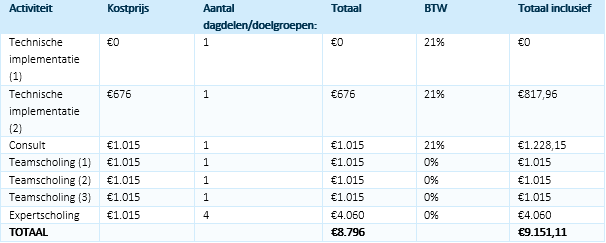 Activiteit Kostprijs Aantal dagdelen/doelgroepen: Totaal BTW Totaal inclusief
Technische implementatie (1) €0 1 €0 21% €0
Technische implementatie (2) €676 1 €676 21% €817,96
Consult €1.015 1 €1.015 21% €1.228,15
Teamscholing (1) €1.015 1 €1.015 0% €1.015
Teamscholing (2) €1.015 1 €1.015 0% €1.015
Teamscholing (3) €1.015 1 €1.015 0% €1.015
Expertscholing €1.015 4 €4.060 0% €4.060
TOTAAL €8.796 €9.151,11